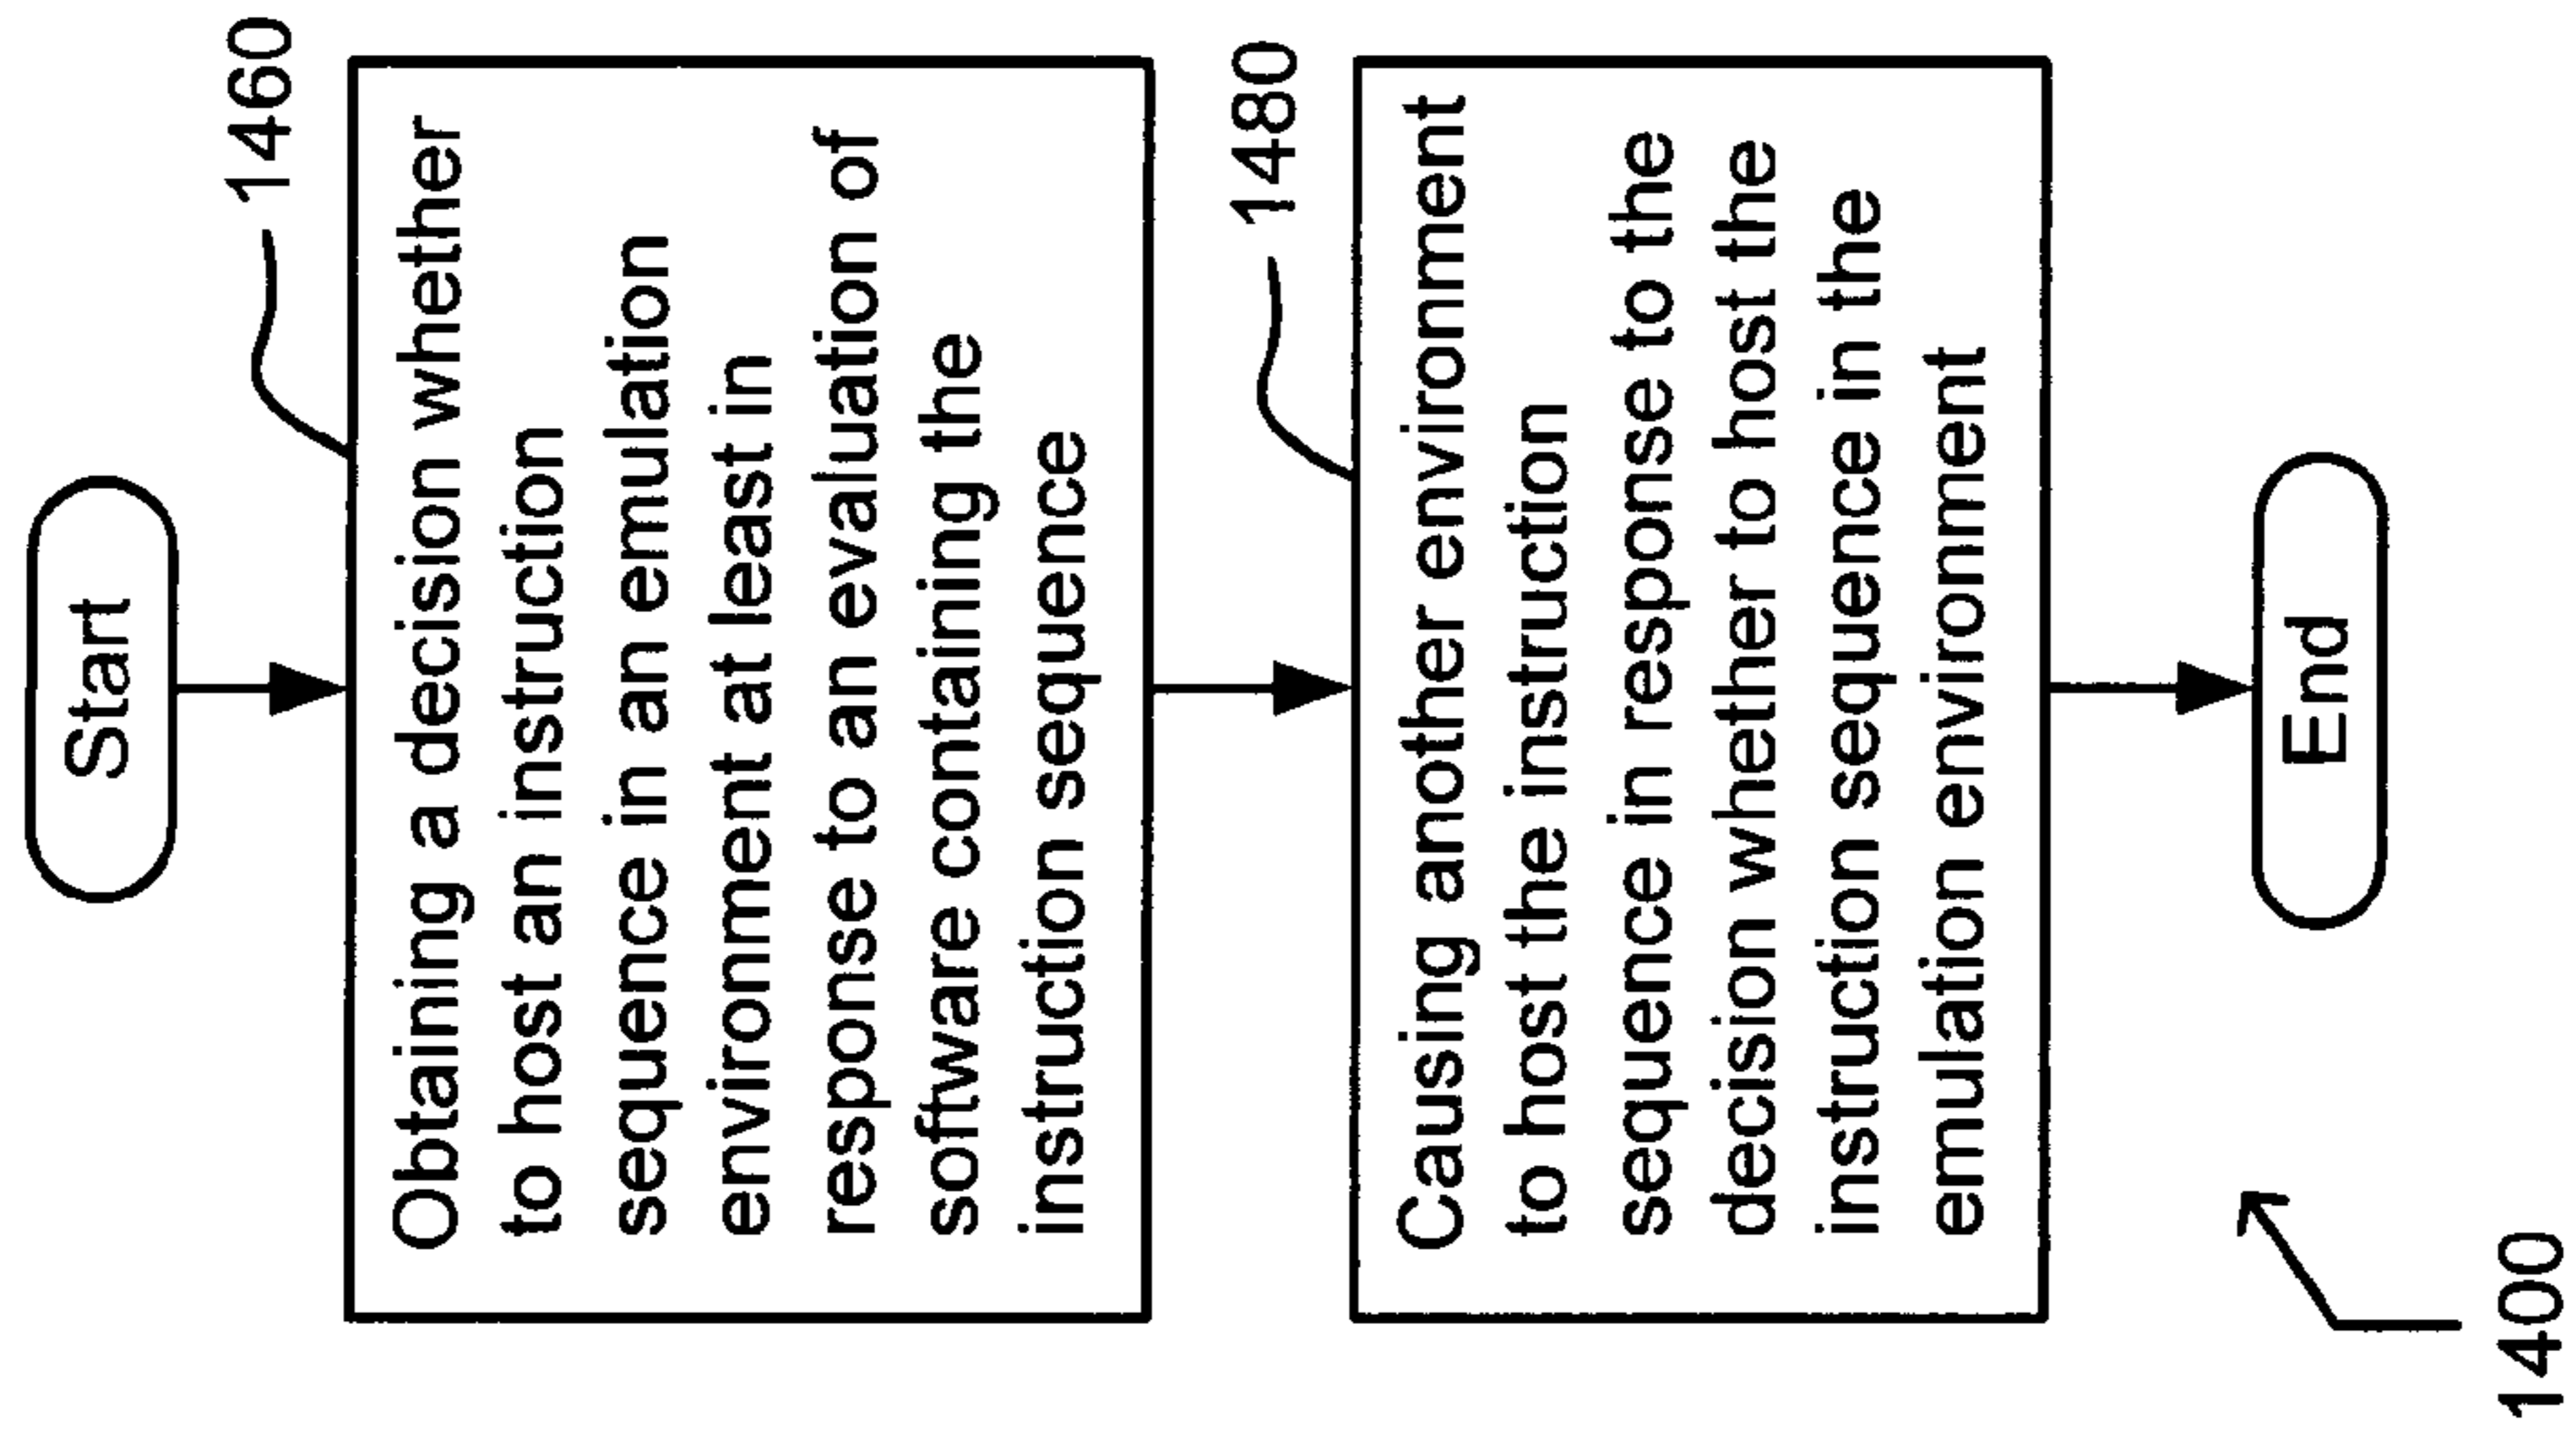 Start
1460
Obtaining a decision whether
to host an instruction
sequence in an emulation
environment at least in
response to an evaluation of
software containing the
instruction sequence
1480
Causing another environment
to host the instruction
sequence in response to the
decision whether to host the
instruction sequence in the
emulation environment
End
1400